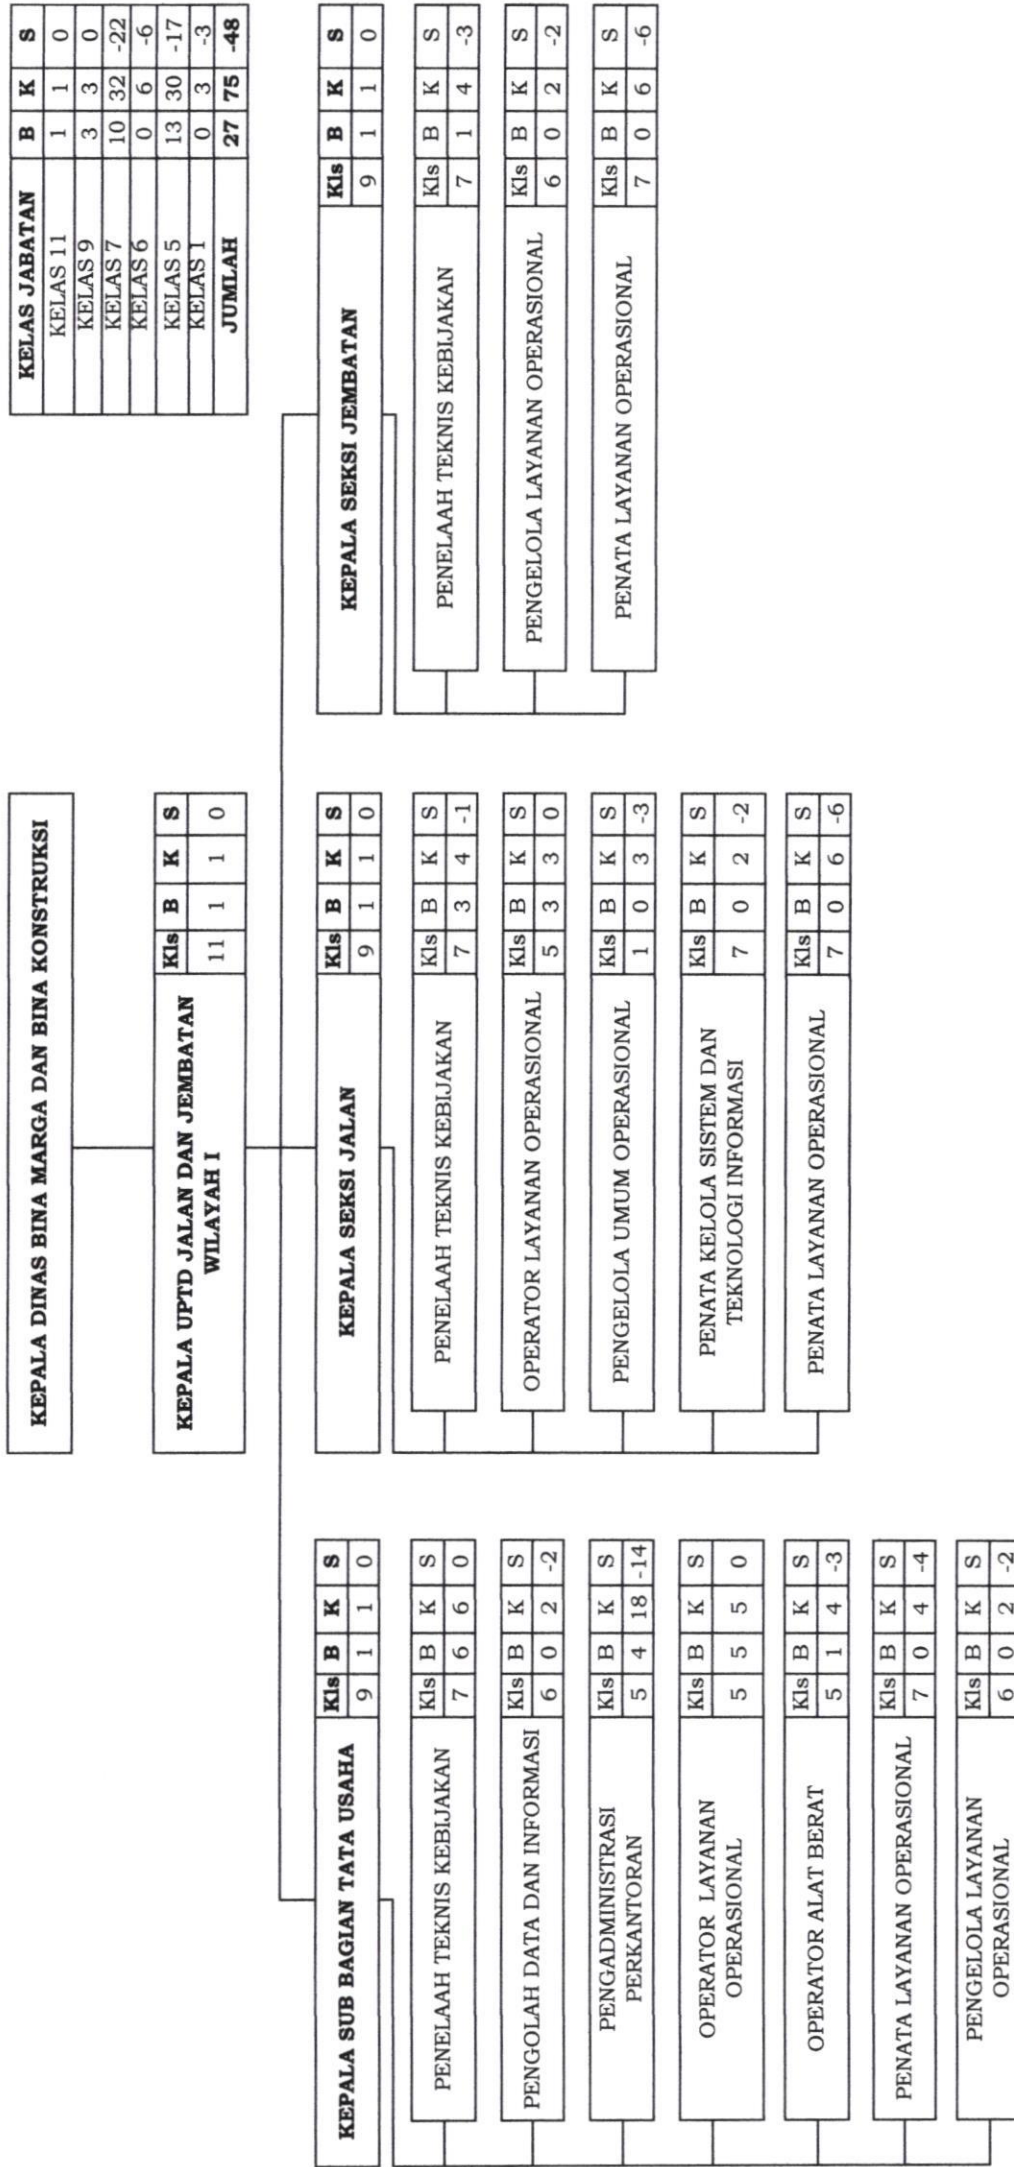 KEPALA DINAS BINA MARGA DAN BINA KONSTRUKSI
KELAS JABATAN B K S
KELAS 11 1 1 0
KELAS 9 3 3 0
KELAS 7 10 32 -22
KELAS 6 0 6 -6
KELAS 5 13 30 -17
KELAS 1 0 3 -3
JUMLAH 27 75 -48
KEPALA UPTD JALAN DAN JEMBATAN
WILAYAH I
Kls B K S
11 1 1 0
KEPALA SUB BAGIAN TATA USAHA
Kls B K S
9 1 1 0
PENELAAH TEKNIS KEBIJAKAN
Kls B K S
7 6 6 0
PENGOLAH DATA DAN INFORMASI
Kls B K S
6 0 2 -2
PENGADMINISTRASI
PERKANTORAN
Kls B K S
5 4 18 -14
OPERATOR LAYANAN
OPERASIONAL
Kls B K S
5 5 5 0
OPERATOR ALAT BERAT
Kls B K S
5 1 4 -3
PENATA LAYANAN OPERASIONAL
Kls B K S
7 0 4 -4
PENGELOLA LAYANAN
OPERASIONAL
Kls B K S
6 0 2 -2
KEPALA SEKSI JALAN
Kls B K S
9 1 1 0
PENELAAH TEKNIS KEBIJAKAN
Kls B K S
7 3 4 -1
OPERATOR LAYANAN OPERASIONAL
Kls B K S
5 3 3 0
PENGELOLA UMUM OPERASIONAL
Kls B K S
1 0 3 -3
PENATA KELOLA SISTEM DAN
TEKNOLOGI INFORMASI
Kls B K S
7 0 2 -2
PENATA LAYANAN OPERASIONAL
Kls B K S
7 0 6 -6
KEPALA SEKSI JEMBATAN
Kls B K S
9 1 1 0
PENELAAH TEKNIS KEBIJAKAN
Kls B K S
7 1 4 -3
PENGELOLA LAYANAN OPERASIONAL
Kls B K S
6 0 2 -2
PENATA LAYANAN OPERASIONAL
Kls B K S
7 0 6 -6